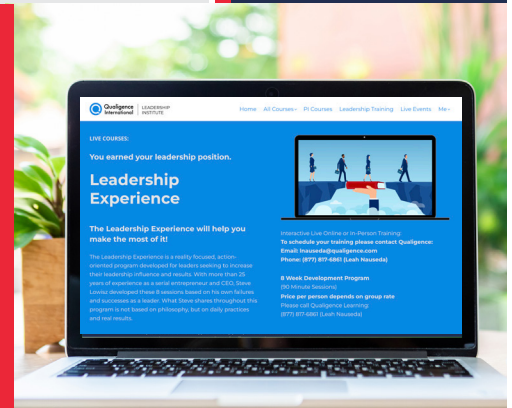 Qualigence
International
LEADERSHIP
INSTITUTE
Home All Courses PI Courses Leadership Training Live Events Me
LIVE COURSES:
You earned your leadership position.
Leadership
Experience
The Leadership Experience will help you
make the most of it!
The Leadership Experience is a reality focused, action-
oriented program developed for leaders seeking to increase
their leadership influence and results. With more than 25
years of experience as a serial entrepreneur and CEO, Steve
Lowisz developed these 8 sessions based on his own failures
and successes as a leader. What Steve shares throughout this
program is not based on philosophy, but on daily practices
and real results.
Interactive Live Online or In-Person Training:
To schedule your training please contact Qualigence:
Email: lnauseda@qualigence.com
Phone: (877) 817-6861 (Leah Nauseda)
8 Week Development Program
(90 Minute Sessions)
Price per person depends on group rate
Please call Qualigence Learning:
(877) 817-6861 (Leah Nauseda)